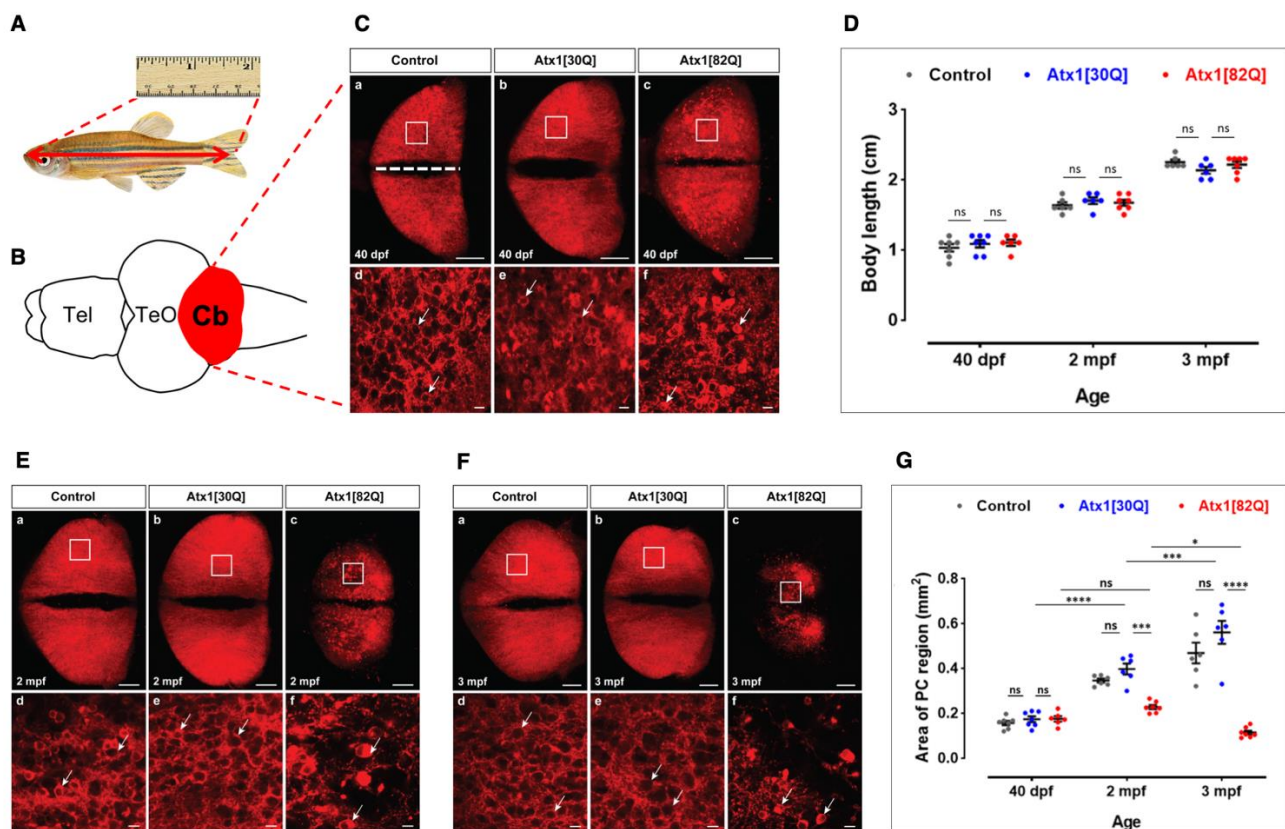 A
1
2
B
Tel
TeO
Cb
C
Control
Atx1[30Q]
Atx1[82Q]
a
b
c
40 dpf
40 dpf
40 dpf
d
e
f
D
Control
Atx1[30Q]
Atx1[82Q]
Body length (cm)
3
2
1
0
ns
ns
ns
ns
ns
ns
40 dpf
2 mpf
3 mpf
Age
E
Control
Atx1[30Q]
Atx1[82Q]
a
b
c
2 mpf
2 mpf
2 mpf
d
e
f
F
Control
Atx1[30Q]
Atx1[82Q]
a
b
c
3 mpf
3 mpf
3 mpf
d
e
f
G
Control
Atx1[30Q]
Atx1[82Q]
Area of PC region (mm²)
0.8
0.6
0.4
0.2
0.0
*
***
ns
****
ns
****
ns
***
ns
ns
40 dpf
2 mpf
3 mpf
Age